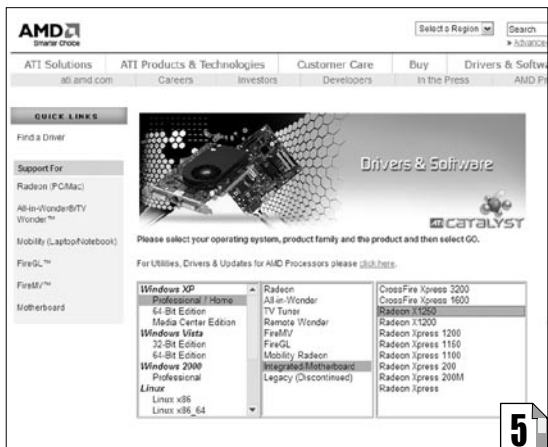 AMD
Smarter Choice
Select a Region
Search
Advance
ATI Solutions
ATI Products & Technologies
Customer Care
Buy
Drivers & Softwa
ati.amd.com
Careers
Investors
Developers
In the Press
AMD Pr
QUICK LINKS
Find a Driver
Support For
Radeon (PC/Mac)
All-in-Wonder®/TV
Wonder™
Mobility (Laptop/Notebook)
FireGL™
FireMV™
Motherboard
Drivers & Software
ATI CATALYST
Please select your operating system, product family and the product and then select GO.
For Utilities, Drivers & Updates for AMD Processors please click here.
Windows XP
Professional / Home
64-Bit Edition
Media Center Edition
Windows Vista
32-Bit Edition
64-Bit Edition
Windows 2000
Professional
Linux
Linux x86
Linux x86_64
Radeon
All-in-Wonder
TV Tuner
Remote Wonder
FireMV
FireGL
Mobility Radeon
Integrated/Motherboard
Legacy (Discontinued)
CrossFire Xpress 3200
CrossFire Xpress 1600
Radeon X1250
Radeon X1200
Radeon Xpress 1200
Radeon Xpress 1150
Radeon Xpress 1100
Radeon Xpress 200
Radeon Xpress 200M
Radeon Xpress
5